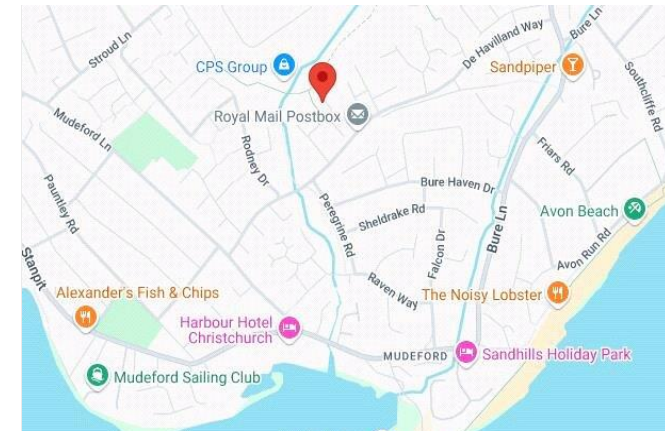 Stroud Ln
CPS Group
De Havilland Way
Bure Ln
Sandpiper
Southcliffe Rd
Mudeford Ln
Royal Mail Postbox
Rodney Dr
Friars Rd
Pauntley Rd
Peregrine Rd
Bure Haven Dr
Sheldrake Rd
Avon Beach
Bure Ln
Falcon Dr
Avon Run Rd
Stanpit
Raven Way
Alexander's Fish & Chips
The Noisy Lobster
Harbour Hotel
Christchurch
MUDEFORD
Sandhills Holiday Park
Mudeford Sailing Club